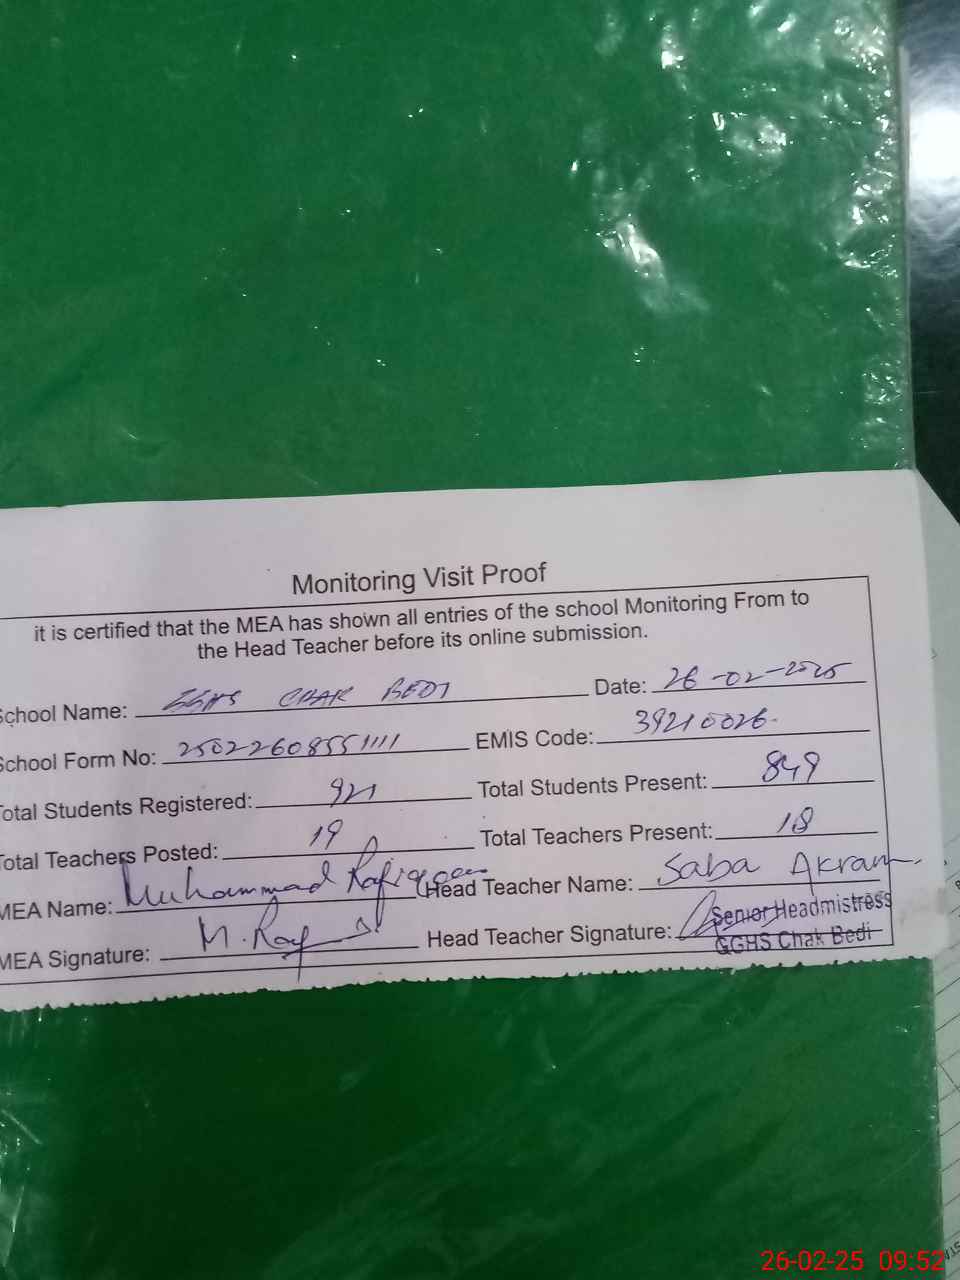 Monitoring Visit Proof
it is certified that the MEA has shown all entries of the school Monitoring From to
the Head Teacher before its online submission.
School Name: GGHS CHAK BEDI Date: 26-02-2025
School Form No: 25022608551111 EMIS Code: 39210026
Total Students Registered: 921 Total Students Present: 849
Total Teachers Posted: 19 Total Teachers Present: 18
MEA Name: Muhammad Head Teacher Name: Saba Akram
MEA Signature: M. Head Teacher Signature:
Senior Headmistress
GGHS Chak Bedi
26-02-25 09:52